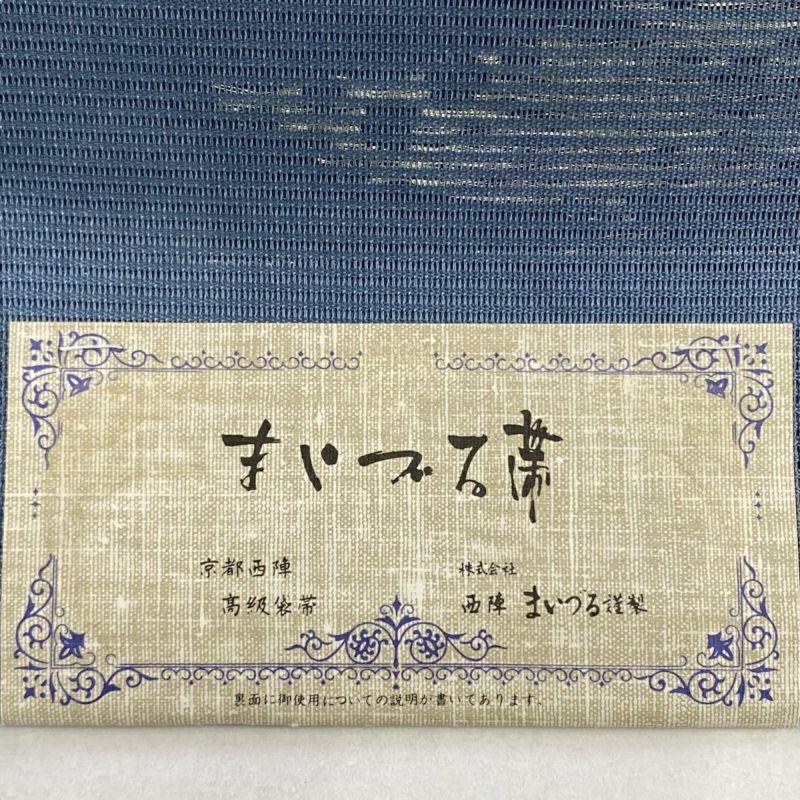 まいづる帯
京都西陣
高級袋帯
株式会社
西陣 まいづる謹製
裏面に御使用についての説明が書いてあります。